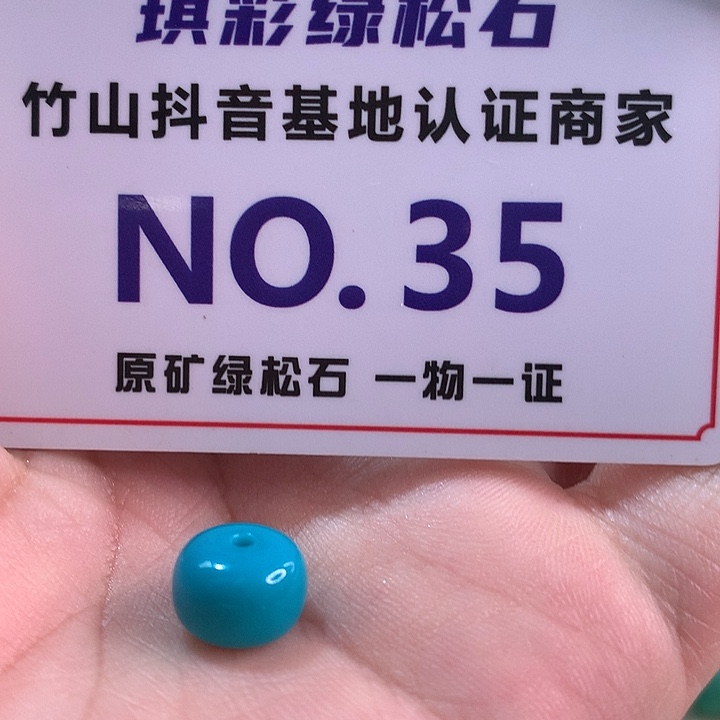 琪彩绿松石
竹山抖音基地认证商家
NO.35
原矿绿松石 一物一证